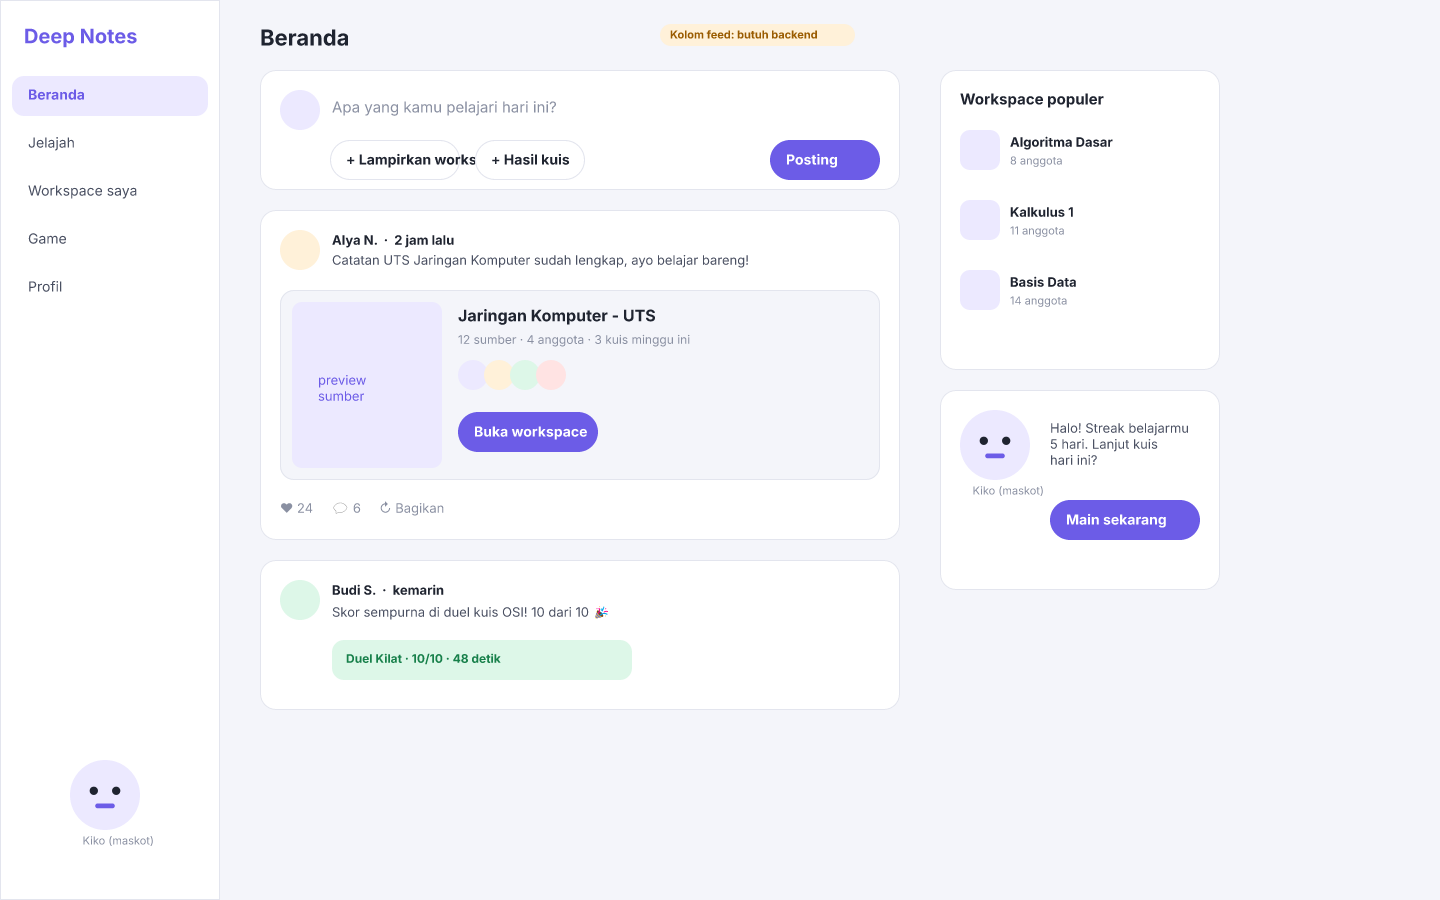 Deep Notes
Beranda
Jelajah
Workspace saya
Game
Profil
Kiko (maskot)
Beranda
Kolom feed: butuh backend
Apa yang kamu pelajari hari ini?
+ Lampirkan works
+ Hasil kuis
Posting
Alya N. · 2 jam lalu
Catatan UTS Jaringan Komputer sudah lengkap, ayo belajar bareng!
preview
sumber
Jaringan Komputer - UTS
12 sumber · 4 anggota · 3 kuis minggu ini
Buka workspace
♥ 24 💬 6 ↻ Bagikan
Budi S. · kemarin
Skor sempurna di duel kuis OSI! 10 dari 10 🎉
Duel Kilat · 10/10 · 48 detik
Workspace populer
Algoritma Dasar
8 anggota
Kalkulus 1
11 anggota
Basis Data
14 anggota
Halo! Streak belajarmu
5 hari. Lanjut kuis
hari ini?
Kiko (maskot)
Main sekarang